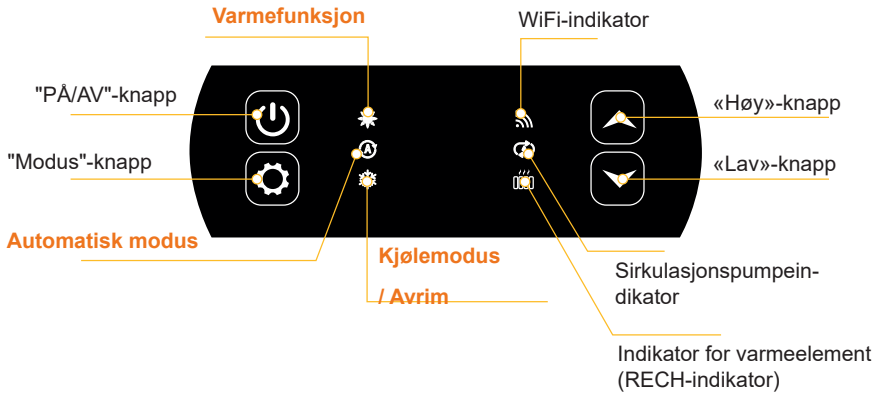 Varmefunksjon
WiFi-indikator
"PÅ/AV"-knapp
«Høy»-knapp
"Modus"-knapp
«Lav»-knapp
A
Automatisk modus
Kjølemodus
/ Avrim
Sirkulasjonspumpein-
dikator
Indikator for varmeelement
(RECH-indikator)